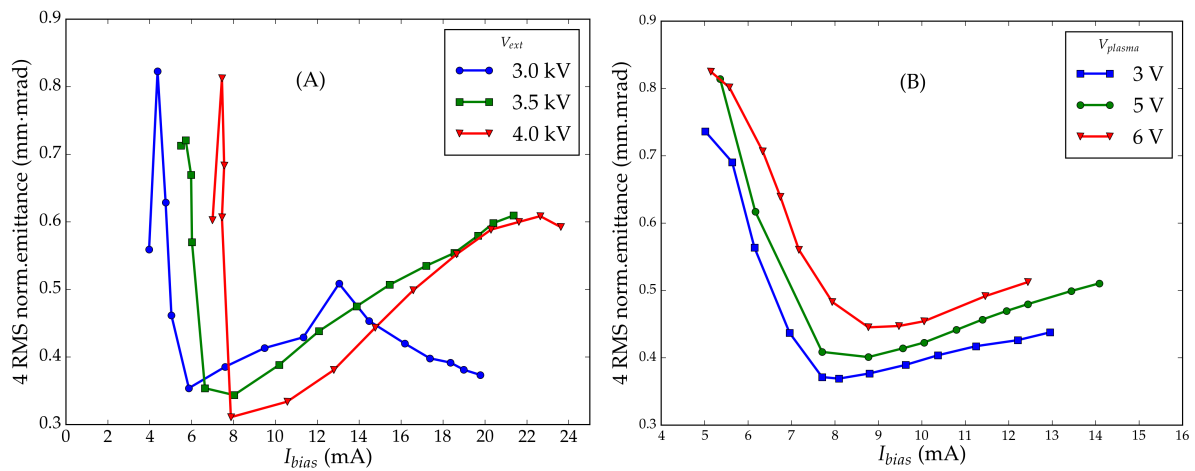 0.9
0.8
0.7
0.6
0.5
0.4
0.3
0 2 4 6 8 10 12 14 16 18 20 22 24
4 RMS norm.emittance (mm·mrad)
I_bias (mA)
(A)
V_ext
3.0 kV
3.5 kV
4.0 kV
0.9
0.8
0.7
0.6
0.5
0.4
0.3
4 5 6 7 8 9 10 11 12 13 14 15 16
4 RMS norm.emittance (mm.mrad)
I_bias (mA)
(B)
V_plasma
3 V
5 V
6 V